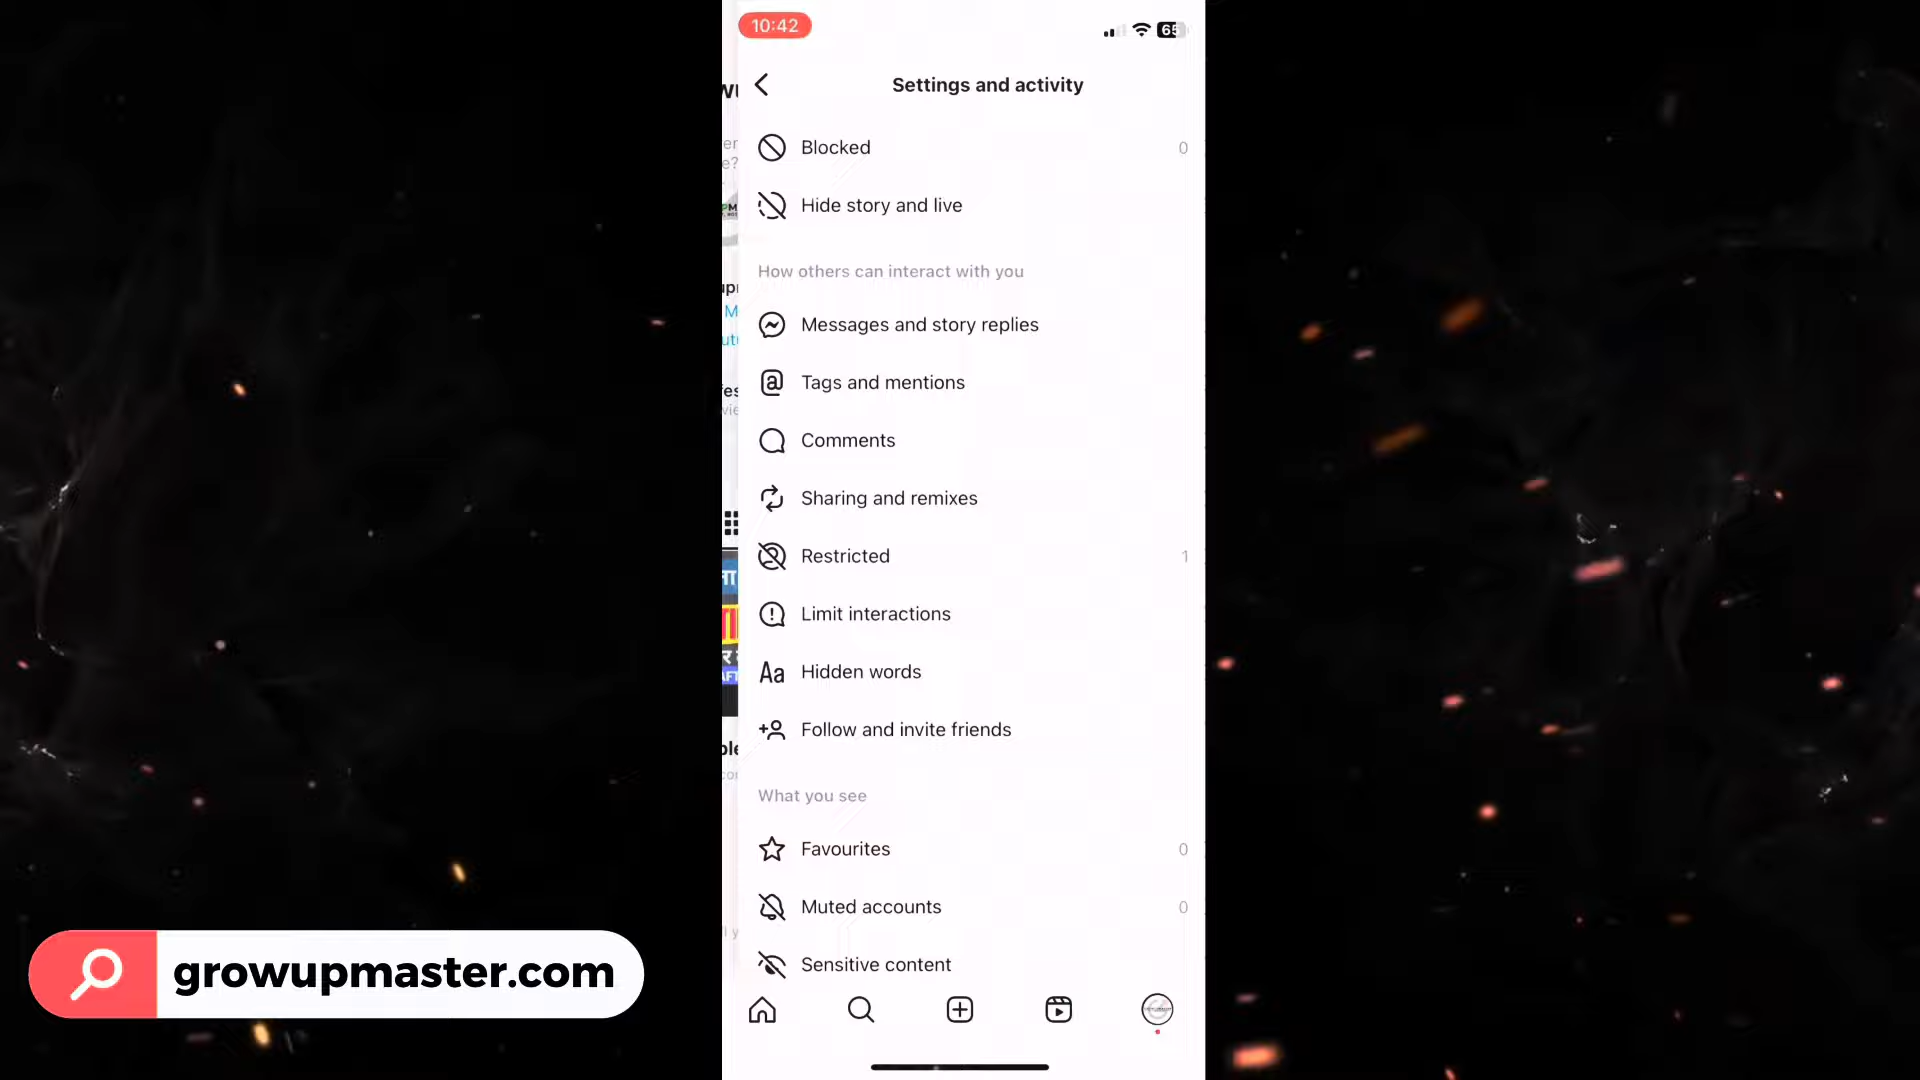 10:42
65
Settings and activity
Blocked 0
Hide story and live
How others can interact with you
Messages and story replies
Tags and mentions
Comments
Sharing and remixes
Restricted 1
Limit interactions
Aa Hidden words
Follow and invite friends
What you see
Favourites 0
Muted accounts 0
Sensitive content
growupmaster.com